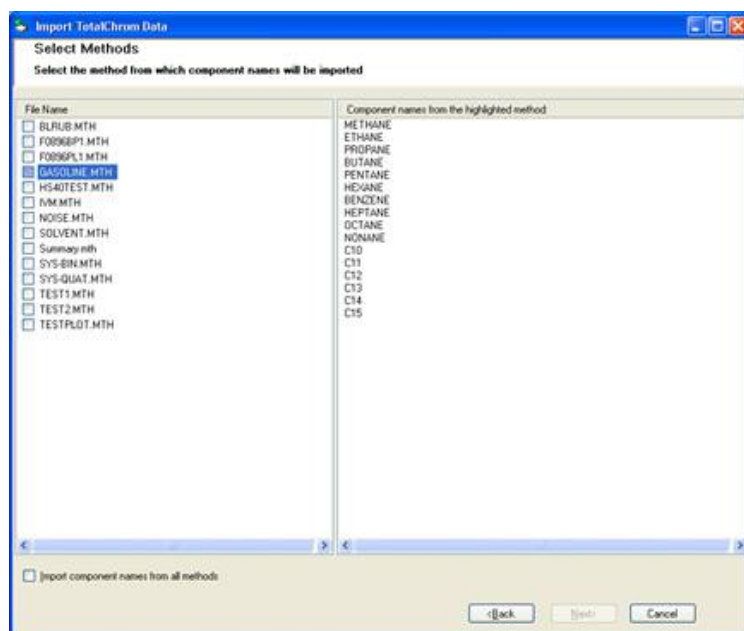 Import TotalChrom Data
Select Methods
Select the method from which component names will be imported
File Name
BLRUB.MTH
F0896BP1.MTH
F0896PL1.MTH
GASOLINE.MTH
HS40TEST.MTH
IVM.MTH
NOISE.MTH
SOLVENT.MTH
Summary.mth
SYS-BIN.MTH
SYS-QUAT.MTH
TEST1.MTH
TEST2.MTH
TESTPLOT.MTH
Component names from the highlighted method
METHANE
ETHANE
PROPANE
BUTANE
PENTANE
HEXANE
BENZENE
HEPTANE
OCTANE
NONANE
C10
C11
C12
C13
C14
C15
Import component names from all methods
<Back
Next>
Cancel